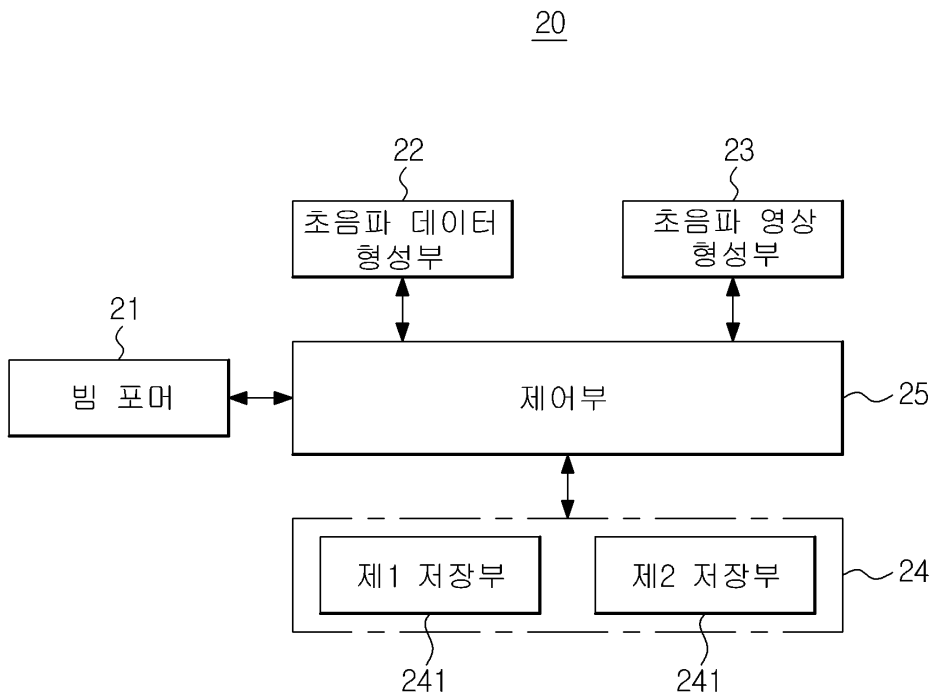 20
22
23
초음파 데이터
형성부
초음파 영상
형성부
21
빔 포머
제어부
25
제1 저장부
제2 저장부
24
241
241